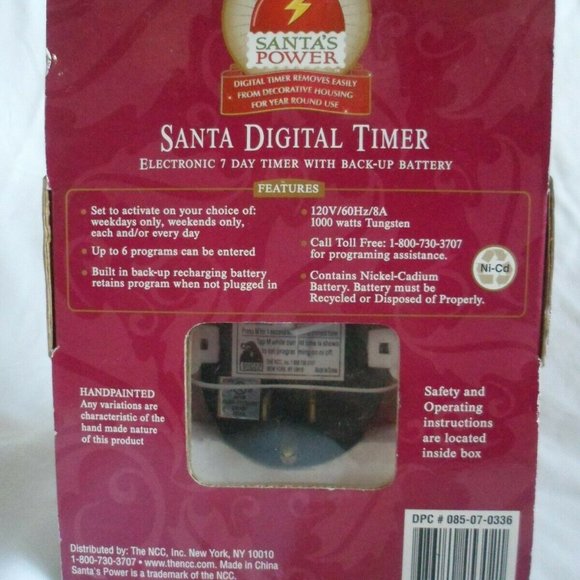 SANTA'S
POWER
DIGITAL TIMER REMOVES EASILY
FROM DECORATIVE HOUSING
FOR YEAR ROUND USE
SANTA DIGITAL TIMER
ELECTRONIC 7 DAY TIMER WITH BACK-UP BATTERY
FEATURES
• Set to activate on your choice of:
weekdays only, weekends only,
each and/or every day
• Up to 6 programs can be entered
• Built in back-up recharging battery
retains program when not plugged in
• 120V/60Hz/8A
1000 watts Tungsten
• Call Toll Free: 1-800-730-3707
for programing assistance.
• Contains Nickel-Cadium
Battery. Battery must be
Recycled or Disposed of Properly.
Ni-Cd
HANDPAINTED
Any variations are
characteristic of the
hand made nature
of this product
Safety and
Operating
instructions
are located
inside box
DPC # 085-07-0336
Distributed by: The NCC, Inc. New York, NY 10010
1-800-730-3707 • www.thencc.com. Made in China
Santa's Power is a trademark of the NCC.